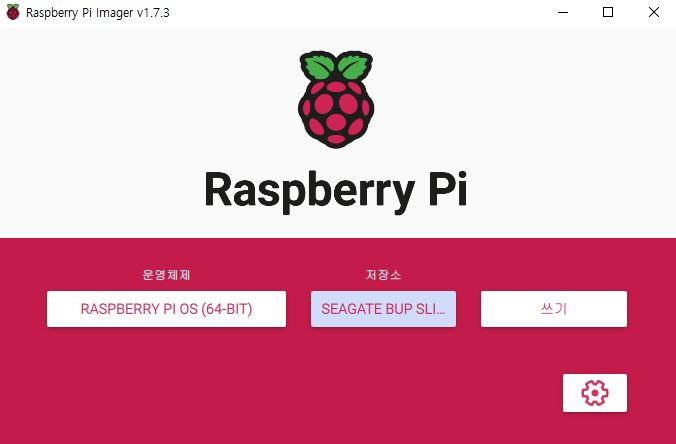 Raspberry Pi Imager v1.7.3
Raspberry Pi
운영체제
저장소
RASPBERRY PI OS (64-BIT)
SEAGATE BUP SLI...
쓰기